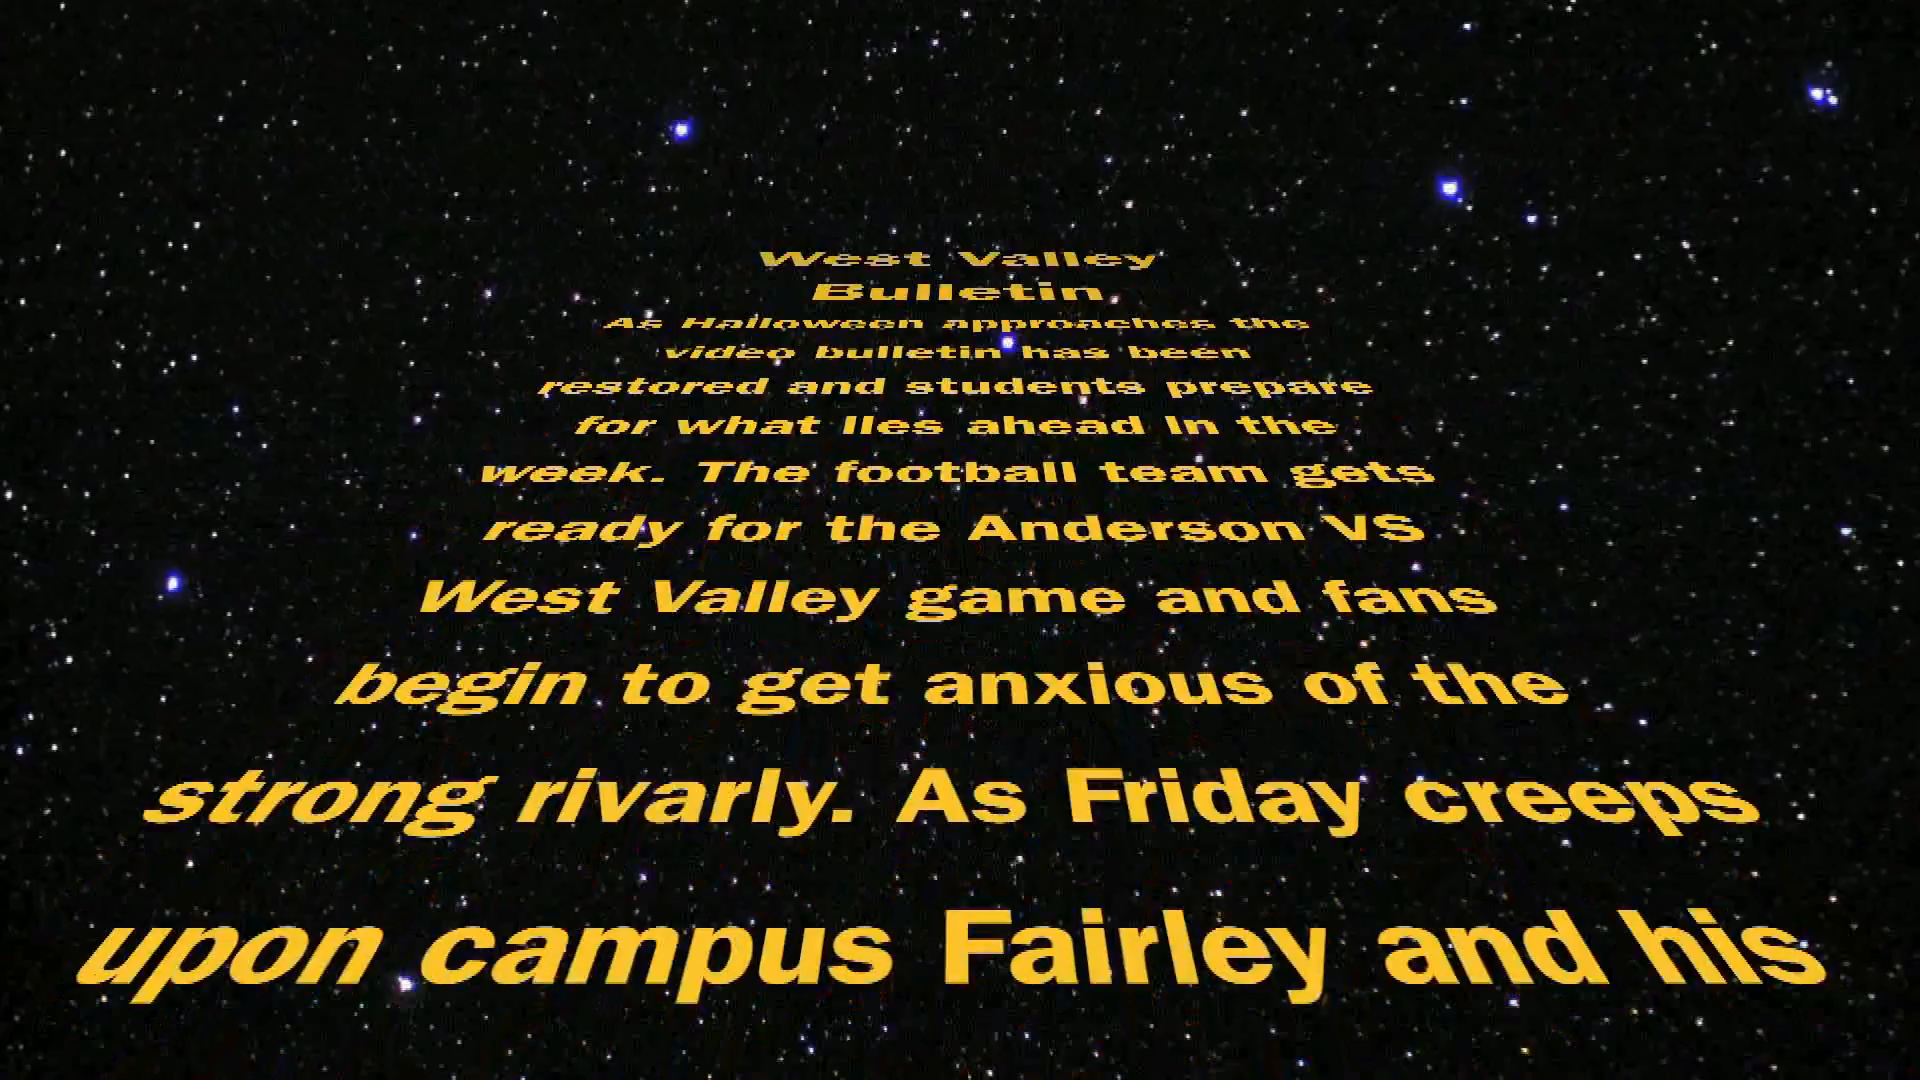 West Valley
Bulletin
As Halloween approaches the
video bulletin has been
restored and students prepare
for what lies ahead in the
week. The football team gets
ready for the Anderson VS
West Valley game and fans
begin to get anxious of the
strong rivarly. As Friday creeps
upon campus Fairley and his